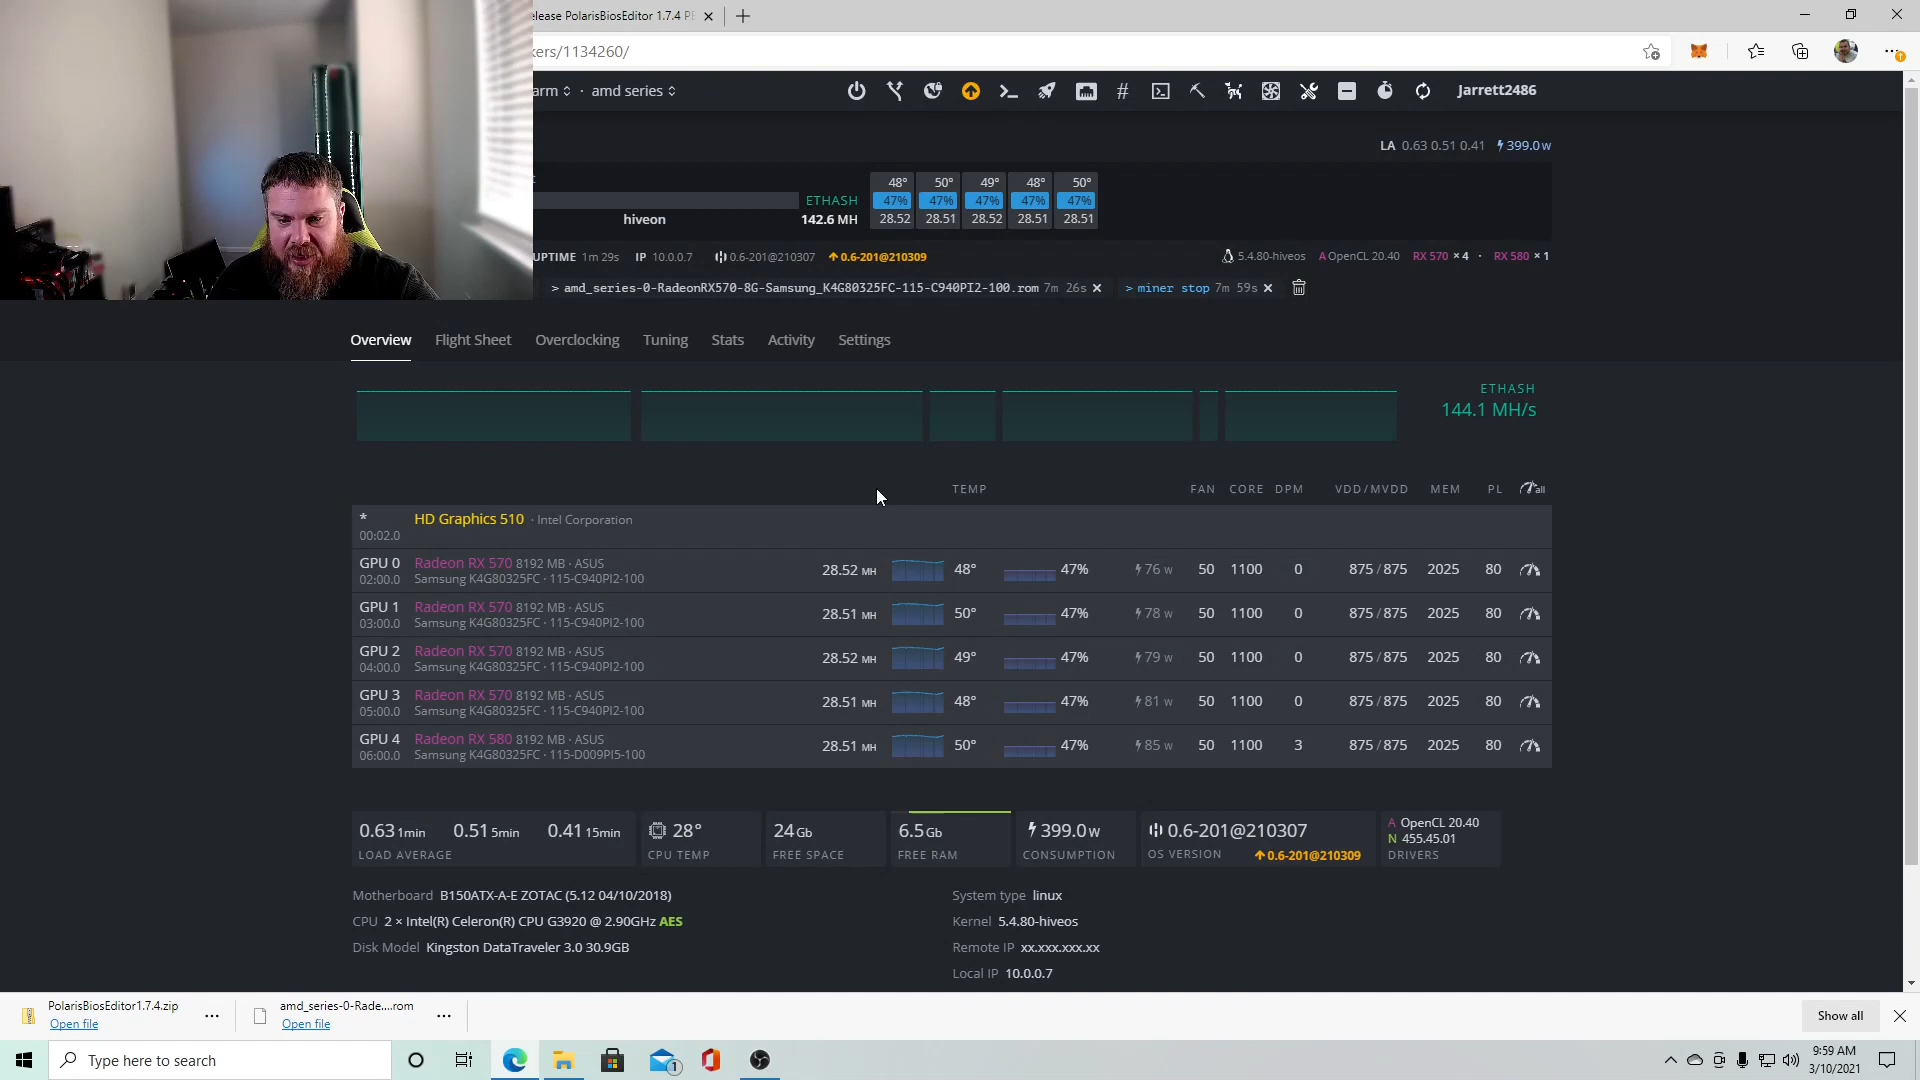 elease PolarisBiosEditor 1.7.4
kers/1134260/
arm · amd series
Jarrett2486
LA 0.63 0.51 0.41 399.0 w
48° 50° 49° 48° 50°
ETHASH 47% 47% 47% 47% 47%
hiveon 142.6 MH 28.52 28.51 28.52 28.51 28.51
UPTIME 1m 29s IP 10.0.0.7 0.6-201@210307 0.6-201@210309 5.4.80-hiveos A OpenCL 20.40 RX 570 × 4 · RX 580 × 1
> amd_series-0-RadeonRX570-8G-Samsung_K4G80325FC-115-C940PI2-100.rom 7m 26s > miner stop 7m 59s
Overview Flight Sheet Overclocking Tuning Stats Activity Settings
ETHASH
144.1 MH/s
TEMP FAN CORE DPM VDD/MVDD MEM PL all
* HD Graphics 510 · Intel Corporation
00:02.0
GPU 0 Radeon RX 570 8192 MB · ASUS 28.52 MH 48° 47% 76 w 50 1100 0 875/875 2025 80
02:00.0 Samsung K4G80325FC · 115-C940PI2-100
GPU 1 Radeon RX 570 8192 MB · ASUS 28.51 MH 50° 47% 78 w 50 1100 0 875/875 2025 80
03:00.0 Samsung K4G80325FC · 115-C940PI2-100
GPU 2 Radeon RX 570 8192 MB · ASUS 28.52 MH 49° 47% 79 w 50 1100 0 875/875 2025 80
04:00.0 Samsung K4G80325FC · 115-C940PI2-100
GPU 3 Radeon RX 570 8192 MB · ASUS 28.51 MH 48° 47% 81 w 50 1100 0 875/875 2025 80
05:00.0 Samsung K4G80325FC · 115-C940PI2-100
GPU 4 Radeon RX 580 8192 MB · ASUS 28.51 MH 50° 47% 85 w 50 1100 3 875/875 2025 80
06:00.0 Samsung K4G80325FC · 115-D009PI5-100
0.63 1min 0.51 5min 0.41 15min 28° 24 Gb 6.5 Gb 399.0 w 0.6-201@210307 A OpenCL 20.40
N 455.45.01
LOAD AVERAGE CPU TEMP FREE SPACE FREE RAM CONSUMPTION OS VERSION 0.6-201@210309 DRIVERS
Motherboard B150ATX-A-E ZOTAC (5.12 04/10/2018) System type linux
CPU 2 × Intel(R) Celeron(R) CPU G3920 @ 2.90GHz AES Kernel 5.4.80-hiveos
Disk Model Kingston DataTraveler 3.0 30.9GB Remote IP xx.xxx.xxx.xx
Local IP 10.0.0.7
PolarisBiosEditor1.7.4.zip amd_series-0-Rade....rom
Open file Open file Show all
Type here to search 1 9:59 AM
3/10/2021